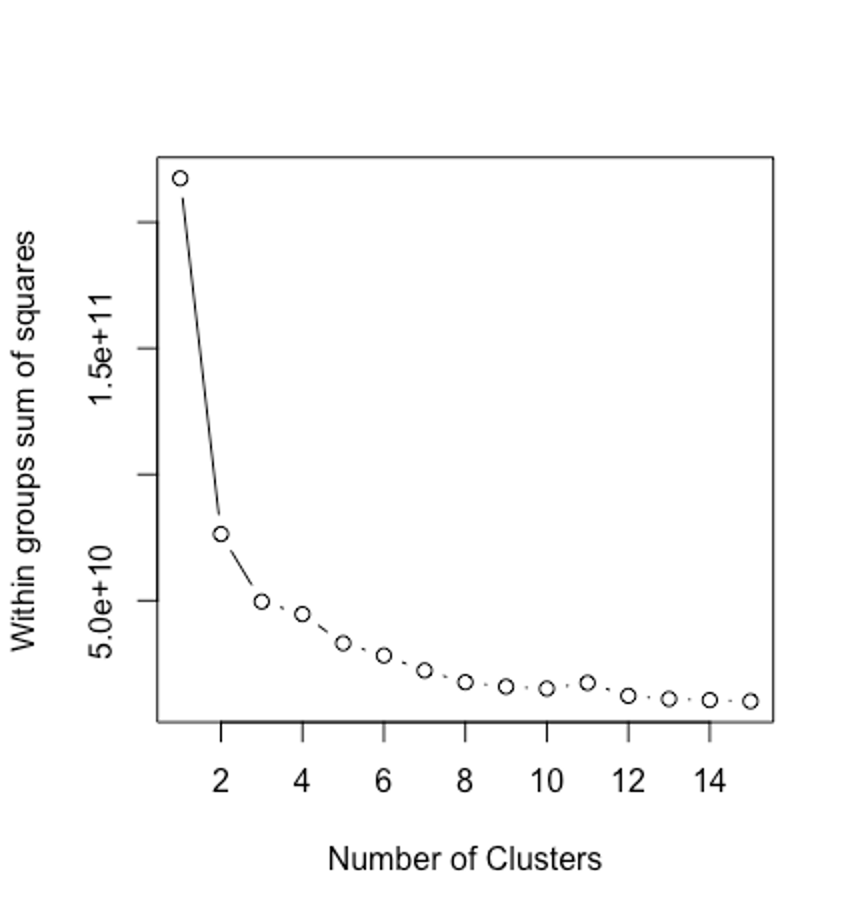 Within groups sum of squares
1.5e+11
5.0e+10
2 4 6 8 10 12 14
Number of Clusters